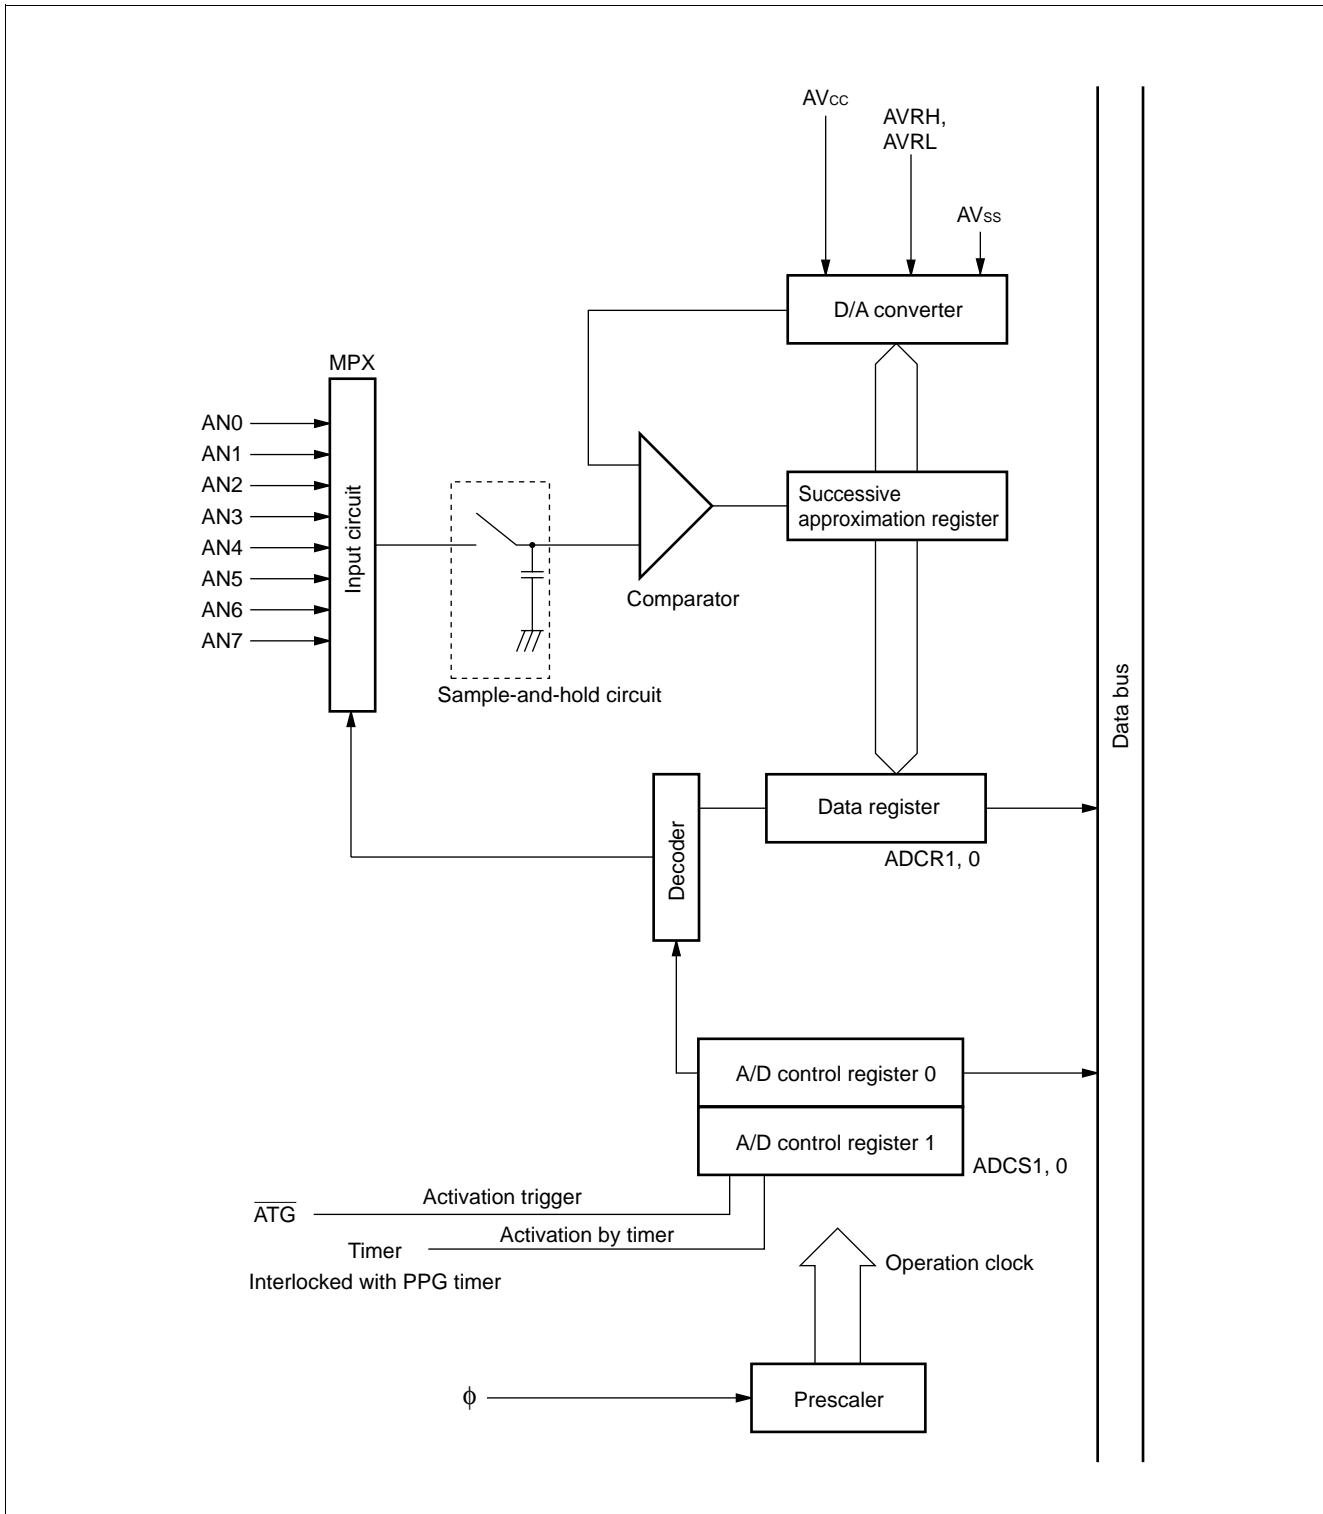 AVCC
AVRH,
AVRL
AVSS
D/A converter
MPX
AN0
AN1
AN2
AN3
AN4
AN5
AN6
AN7
Input circuit
Successive
approximation register
Comparator
Sample-and-hold circuit
Data bus
Data register
ADCR1, 0
Decoder
A/D control register 0
A/D control register 1
ADCS1, 0
Activation trigger
ATG
Activation by timer
Timer
Interlocked with PPG timer
Operation clock
ϕ
Prescaler